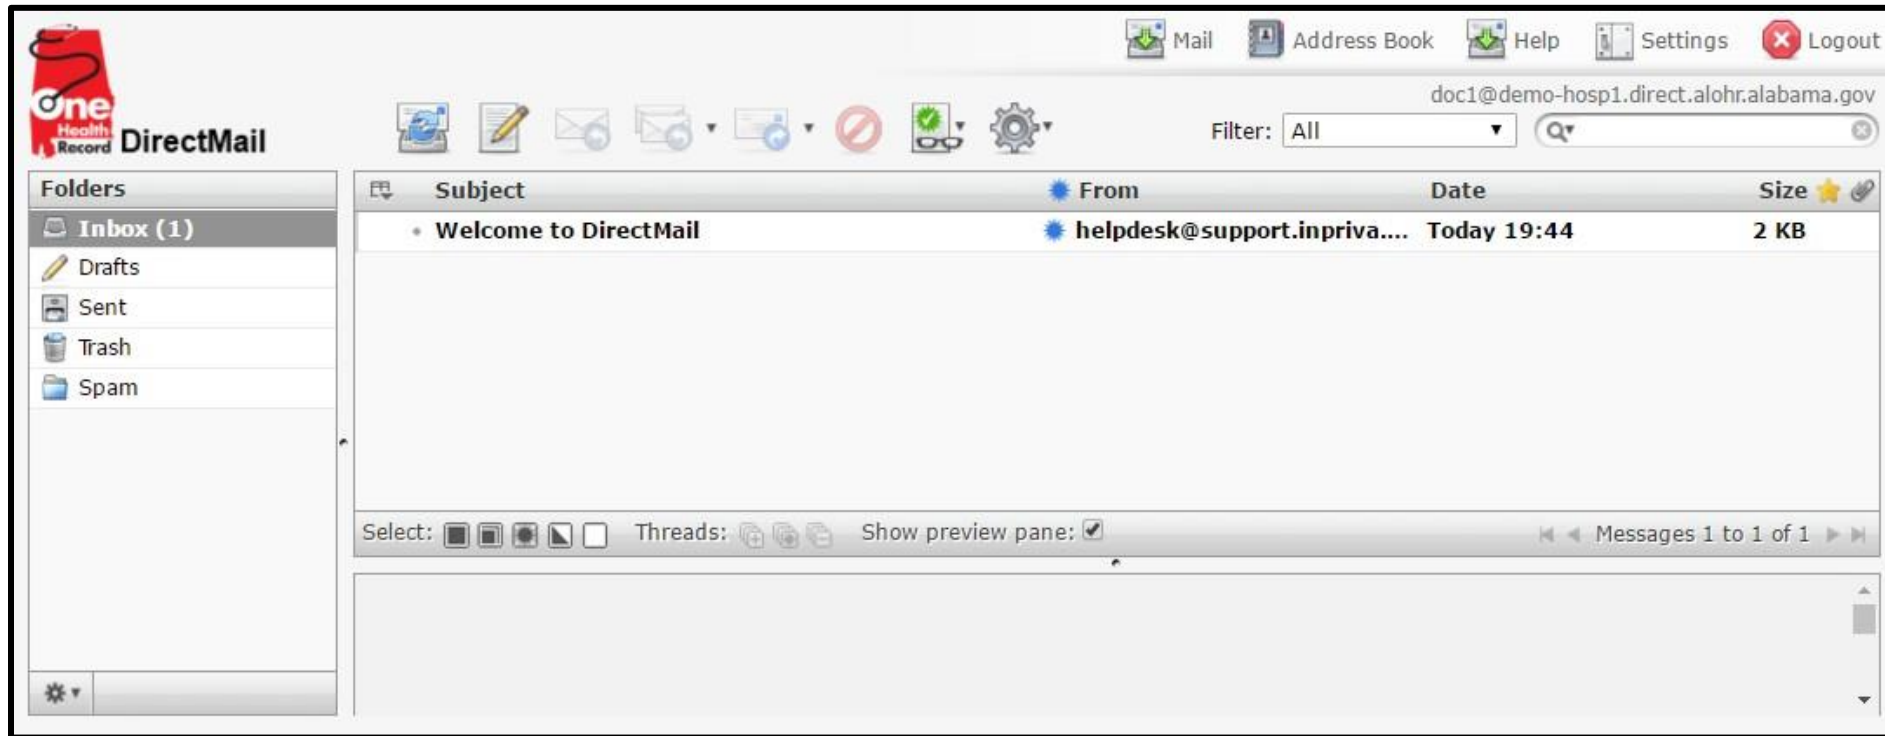 Mail Address Book Help Settings Logout
One
Health
Record DirectMail
doc1@demo-hosp1.direct.alohr.alabama.gov
Filter: All
Folders
Subject From Date Size
Inbox (1)
Welcome to DirectMail helpdesk@support.inpriva.... Today 19:44 2 KB
Drafts
Sent
Trash
Spam
Select: Threads: Show preview pane: Messages 1 to 1 of 1